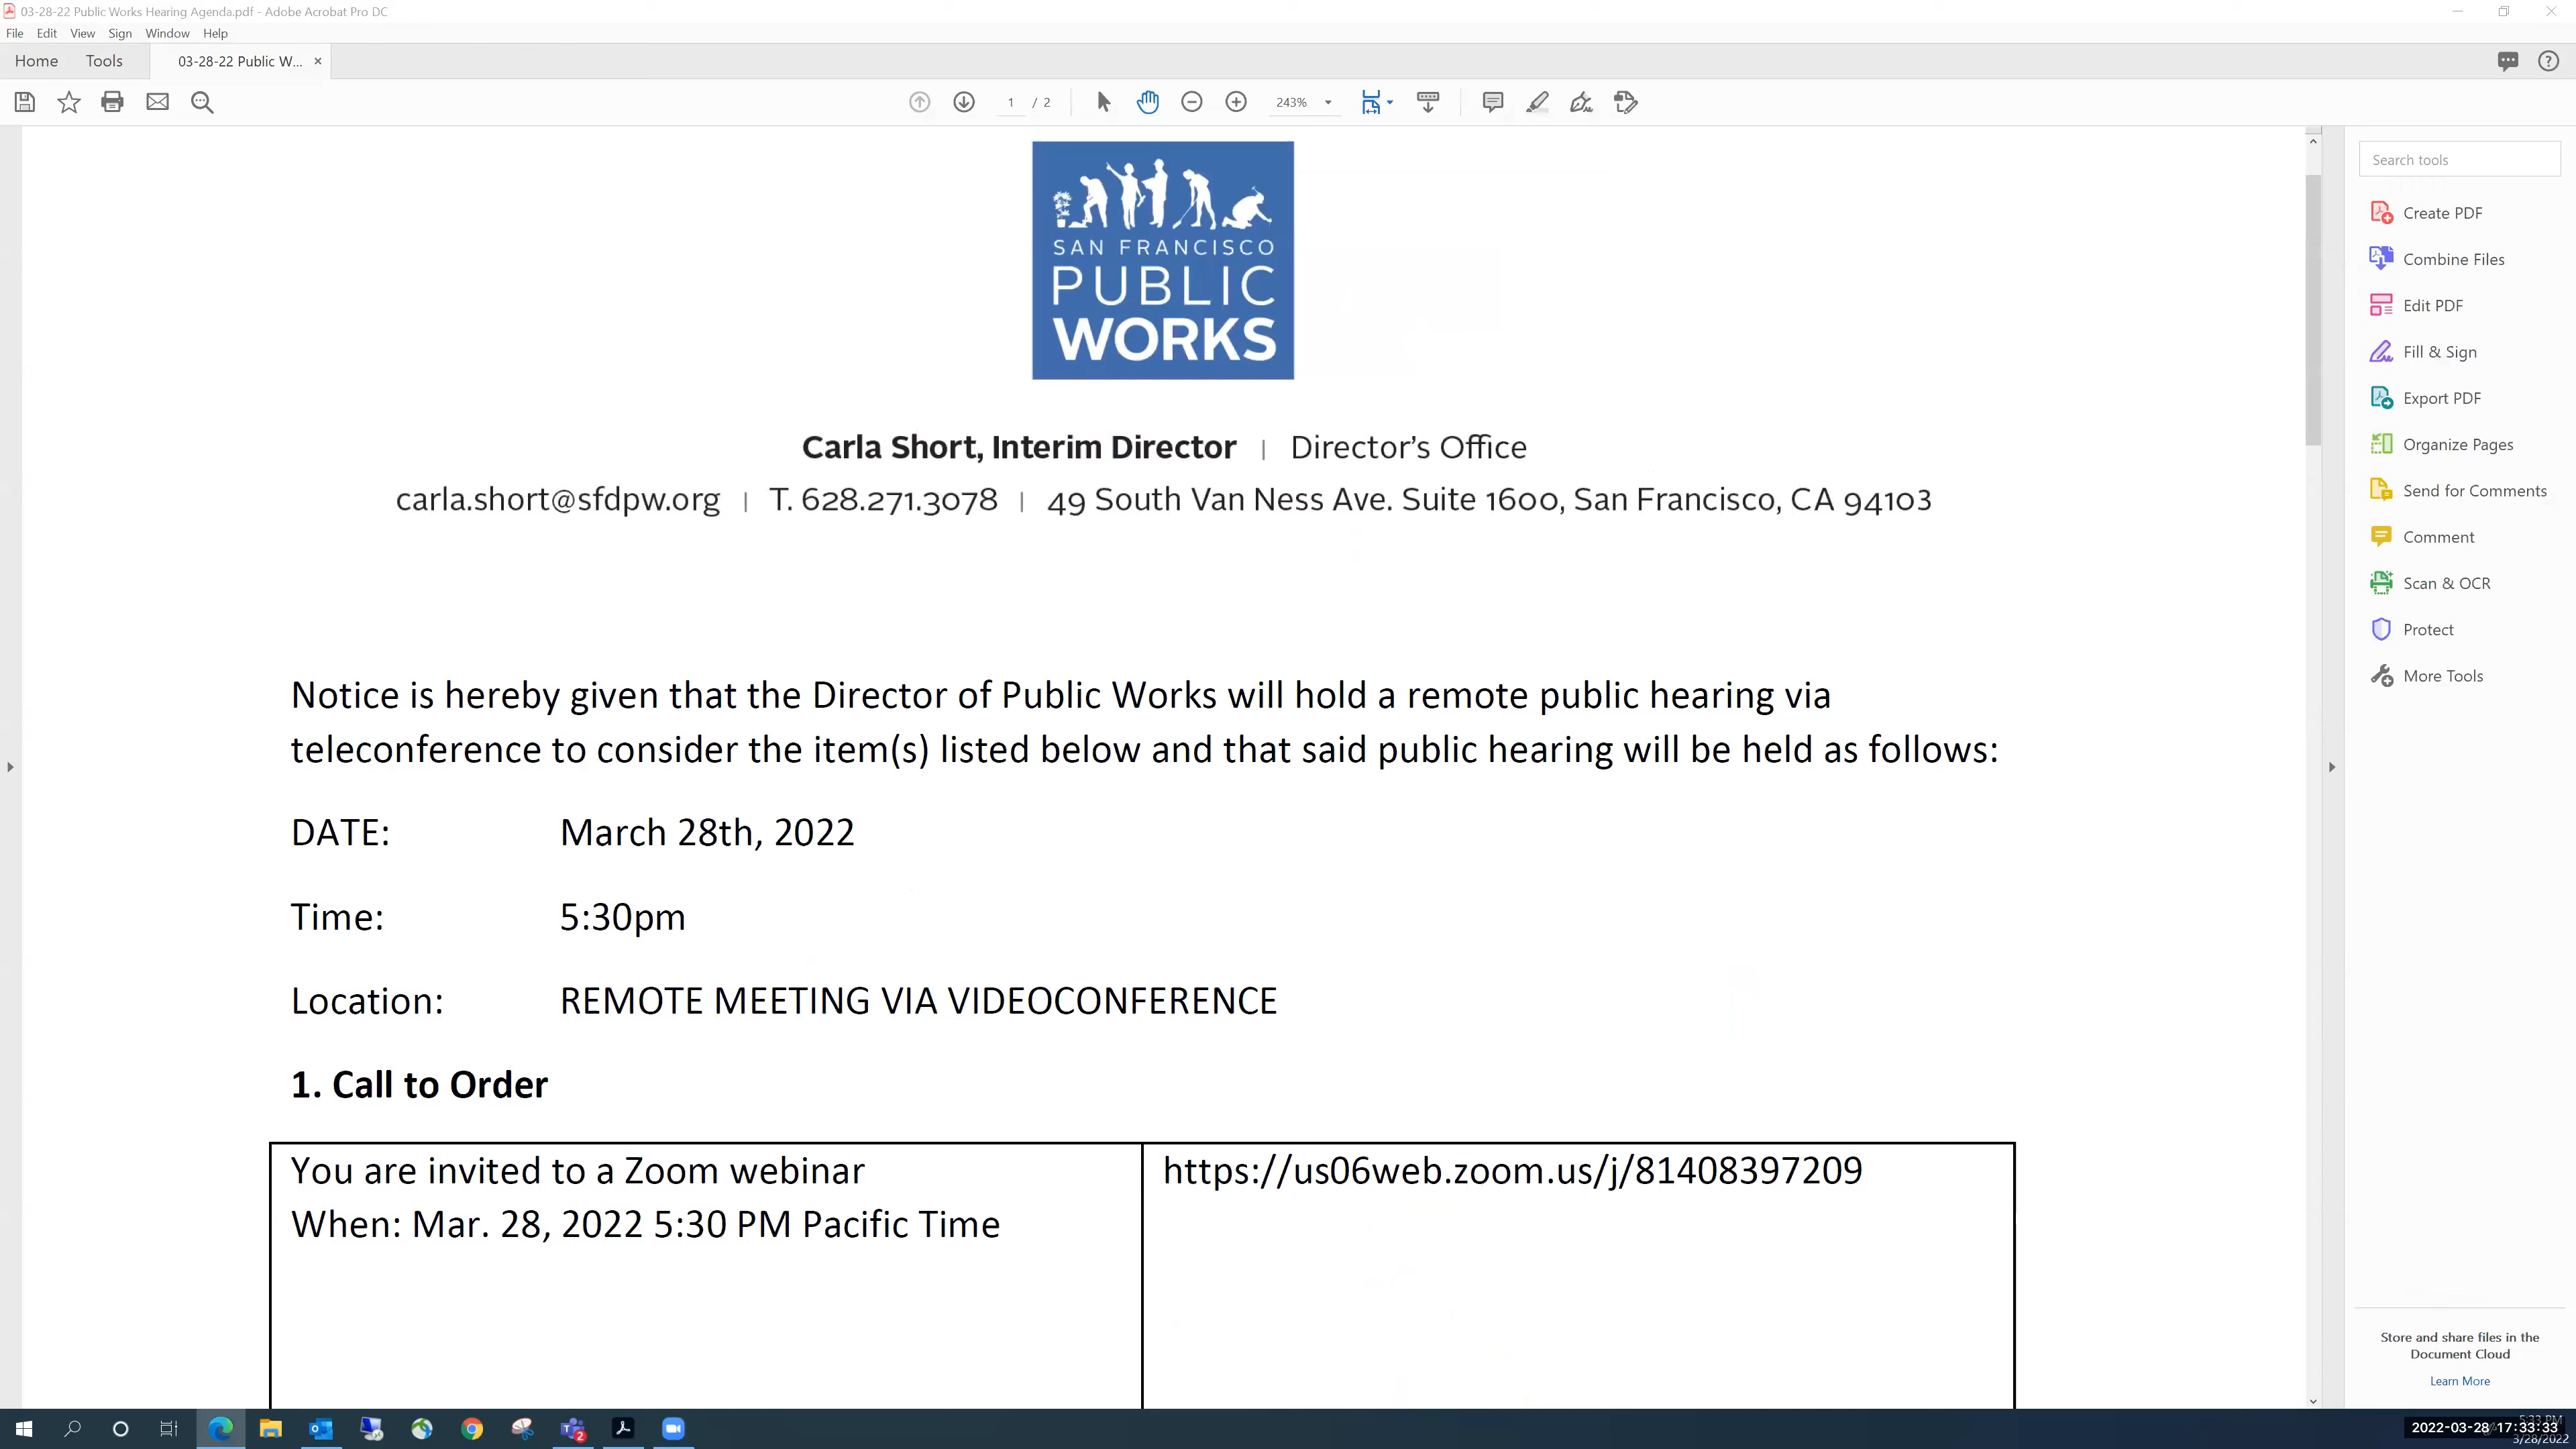 03-28-22 Public Works Hearing Agenda.pdf - Adobe Acrobat Pro DC
File Edit View Sign Window Help
Home Tools 03-28-22 Public W... ×
1 / 2 243%
Search tools
SAN FRANCISCO
PUBLIC
WORKS
Create PDF
Combine Files
Edit PDF
Fill & Sign
Export PDF
Organize Pages
Send for Comments
Comment
Scan & OCR
Protect
More Tools
Carla Short, Interim Director | Director's Office
carla.short@sfdpw.org | T. 628.271.3078 | 49 South Van Ness Ave. Suite 1600, San Francisco, CA 94103
Notice is hereby given that the Director of Public Works will hold a remote public hearing via
teleconference to consider the item(s) listed below and that said public hearing will be held as follows:
DATE: March 28th, 2022
Time: 5:30pm
Location: REMOTE MEETING VIA VIDEOCONFERENCE
1. Call to Order
You are invited to a Zoom webinar
When: Mar. 28, 2022 5:30 PM Pacific Time
https://us06web.zoom.us/j/81408397209
Store and share files in the
Document Cloud
Learn More
2
5:33 PM
2022-03-28 17:33:33
3/28/2022